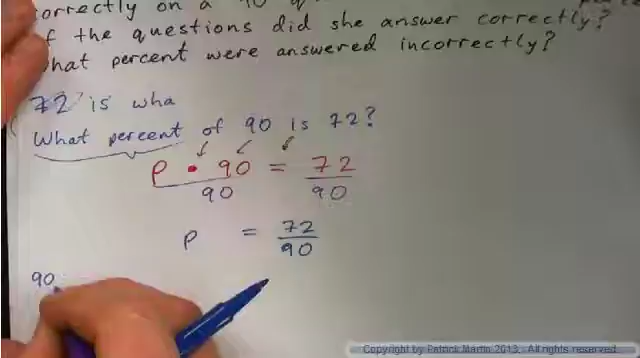 correctly on a 90 q
of the questions did she answer correctly?
what percent were answered incorrectly?
72 is wha
What percent of 90 is 72?
P • 90 = 72
90 90
P = 72
90
90
Copyright by Patrick Martin 2013. All rights reserved